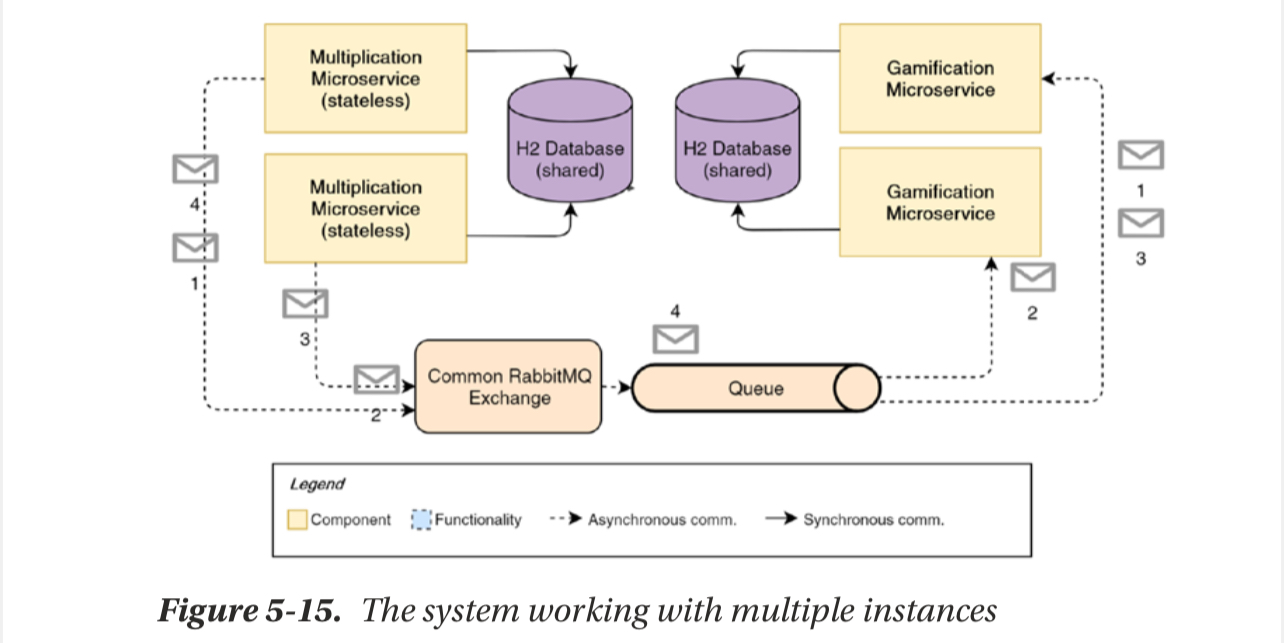 Multiplication
Microservice
(stateless)
Gamification
Microservice
H2 Database
(shared)
H2 Database
(shared)
Multiplication
Microservice
(stateless)
Gamification
Microservice
4
1
3
2
1
3
2
4
Common RabbitMQ
Exchange
Queue
Legend
Component
Functionality
Asynchronous comm.
Synchronous comm.
Figure 5-15. The system working with multiple instances